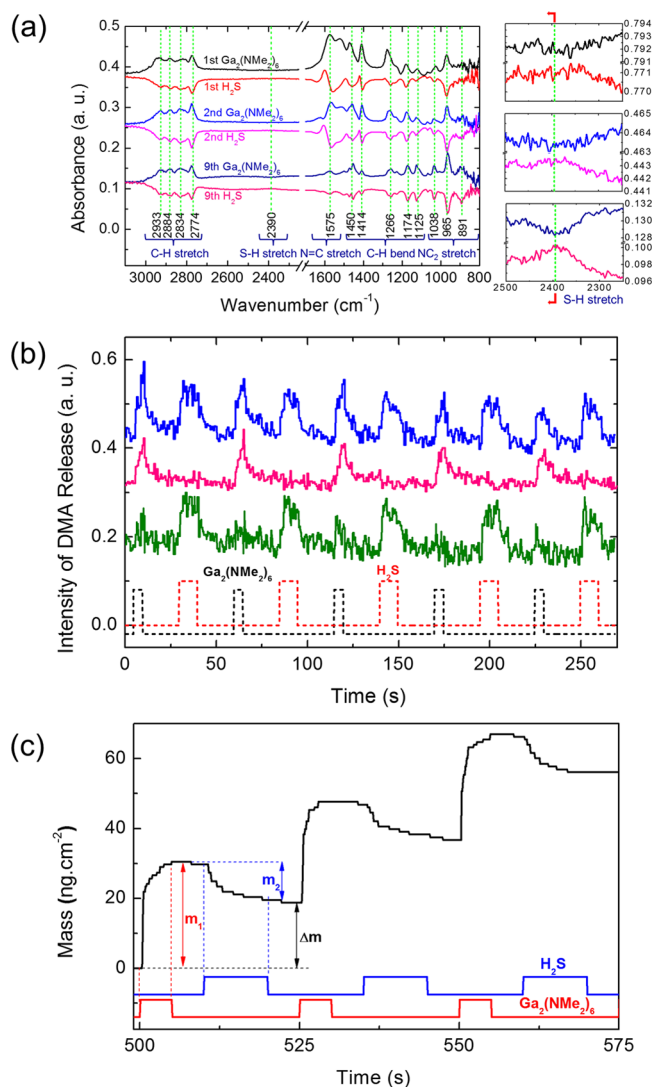 (a)
Absorbance (a. u.)
0.5
0.4
0.3
0.2
0.1
0.0
1st Ga2(NMe2)6
1st H2S
2nd Ga2(NMe2)6
2nd H2S
9th Ga2(NMe2)6
9th H2S
2933
2884
2834
2774
2390
1575
1450
1414
1266
1174
1125
1038
965
891
C-H stretch
S-H stretch N=C stretch
C-H bend NC2 stretch
3000 2700 2400 1600 1400 1200 1000 800
Wavenumber (cm-1)
0.794
0.793
0.792
0.771
0.770
0.465
0.464
0.463
0.443
0.442
0.441
0.132
0.130
0.128
0.100
0.098
0.096
2500 2400 2300
S-H stretch
(b)
Intensity of DMA Release (a. u.)
0.6
0.4
0.2
0.0
Ga2(NMe2)6 H2S
0 50 100 150 200 250
Time (s)
(c)
Mass (ng.cm-2)
60
40
20
0
m1
m2
Δm
H2S
Ga2(NMe2)6
500 525 550 575
Time (s)